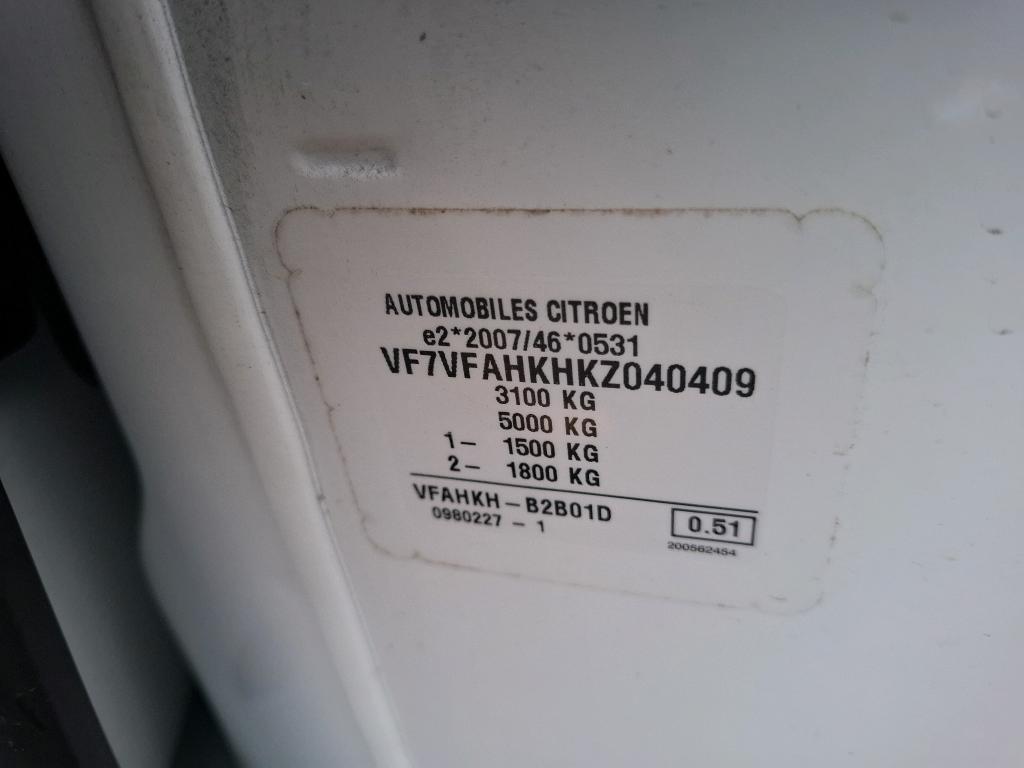 AUTOMOBILES CITROEN
e2*2007/46*0531
VF7VFAHKHKZ040409
3100 KG
5000 KG
1- 1500 KG
2- 1800 KG
VFAHKH-B2B01D
0980227 - 1
0.51
200562454